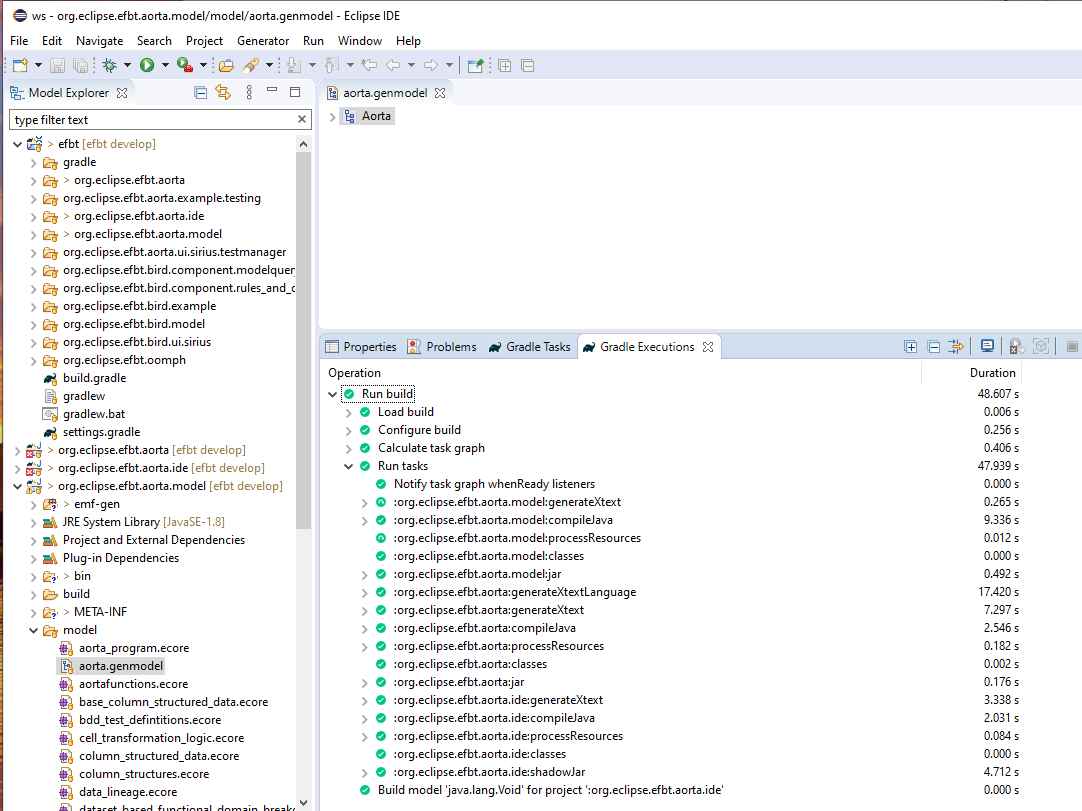 ws - org.eclipse.efbt.aorta.model/model/aorta.genmodel - Eclipse IDE
File Edit Navigate Search Project Generator Run Window Help
Model Explorer
type filter text
> efbt [efbt develop]
gradle
> org.eclipse.efbt.aorta
org.eclipse.efbt.aorta.example.testing
> org.eclipse.efbt.aorta.ide
> org.eclipse.efbt.aorta.model
org.eclipse.efbt.aorta.ui.sirius.testmanager
org.eclipse.efbt.bird.component.modelquery
org.eclipse.efbt.bird.component.rules_and_c
org.eclipse.efbt.bird.example
org.eclipse.efbt.bird.model
org.eclipse.efbt.bird.ui.sirius
org.eclipse.efbt.oomph
build.gradle
gradlew
gradlew.bat
settings.gradle
> org.eclipse.efbt.aorta [efbt develop]
> org.eclipse.efbt.aorta.ide [efbt develop]
> org.eclipse.efbt.aorta.model [efbt develop]
> emf-gen
JRE System Library [JavaSE-1.8]
Project and External Dependencies
Plug-in Dependencies
> bin
build
> META-INF
model
aorta_program.ecore
aorta.genmodel
aortafunctions.ecore
base_column_structured_data.ecore
bdd_test_defintitions.ecore
cell_transformation_logic.ecore
column_structured_data.ecore
column_structures.ecore
data_lineage.ecore
dataset_based_functional_domain_break
aorta.genmodel
Aorta
Properties Problems Gradle Tasks Gradle Executions
Operation Duration
Run build 48.607 s
Load build 0.006 s
Configure build 0.256 s
Calculate task graph 0.406 s
Run tasks 47.939 s
Notify task graph whenReady listeners 0.000 s
:org.eclipse.efbt.aorta.model:generateXtext 0.265 s
:org.eclipse.efbt.aorta.model:compileJava 9.336 s
:org.eclipse.efbt.aorta.model:processResources 0.012 s
:org.eclipse.efbt.aorta.model:classes 0.000 s
:org.eclipse.efbt.aorta.model:jar 0.492 s
:org.eclipse.efbt.aorta:generateXtextLanguage 17.420 s
:org.eclipse.efbt.aorta:generateXtext 7.297 s
:org.eclipse.efbt.aorta:compileJava 2.546 s
:org.eclipse.efbt.aorta:processResources 0.182 s
:org.eclipse.efbt.aorta:classes 0.002 s
:org.eclipse.efbt.aorta:jar 0.176 s
:org.eclipse.efbt.aorta.ide:generateXtext 3.338 s
:org.eclipse.efbt.aorta.ide:compileJava 2.031 s
:org.eclipse.efbt.aorta.ide:processResources 0.084 s
:org.eclipse.efbt.aorta.ide:classes 0.000 s
:org.eclipse.efbt.aorta.ide:shadowJar 4.712 s
Build model 'java.lang.Void' for project ':org.eclipse.efbt.aorta.ide' 0.000 s